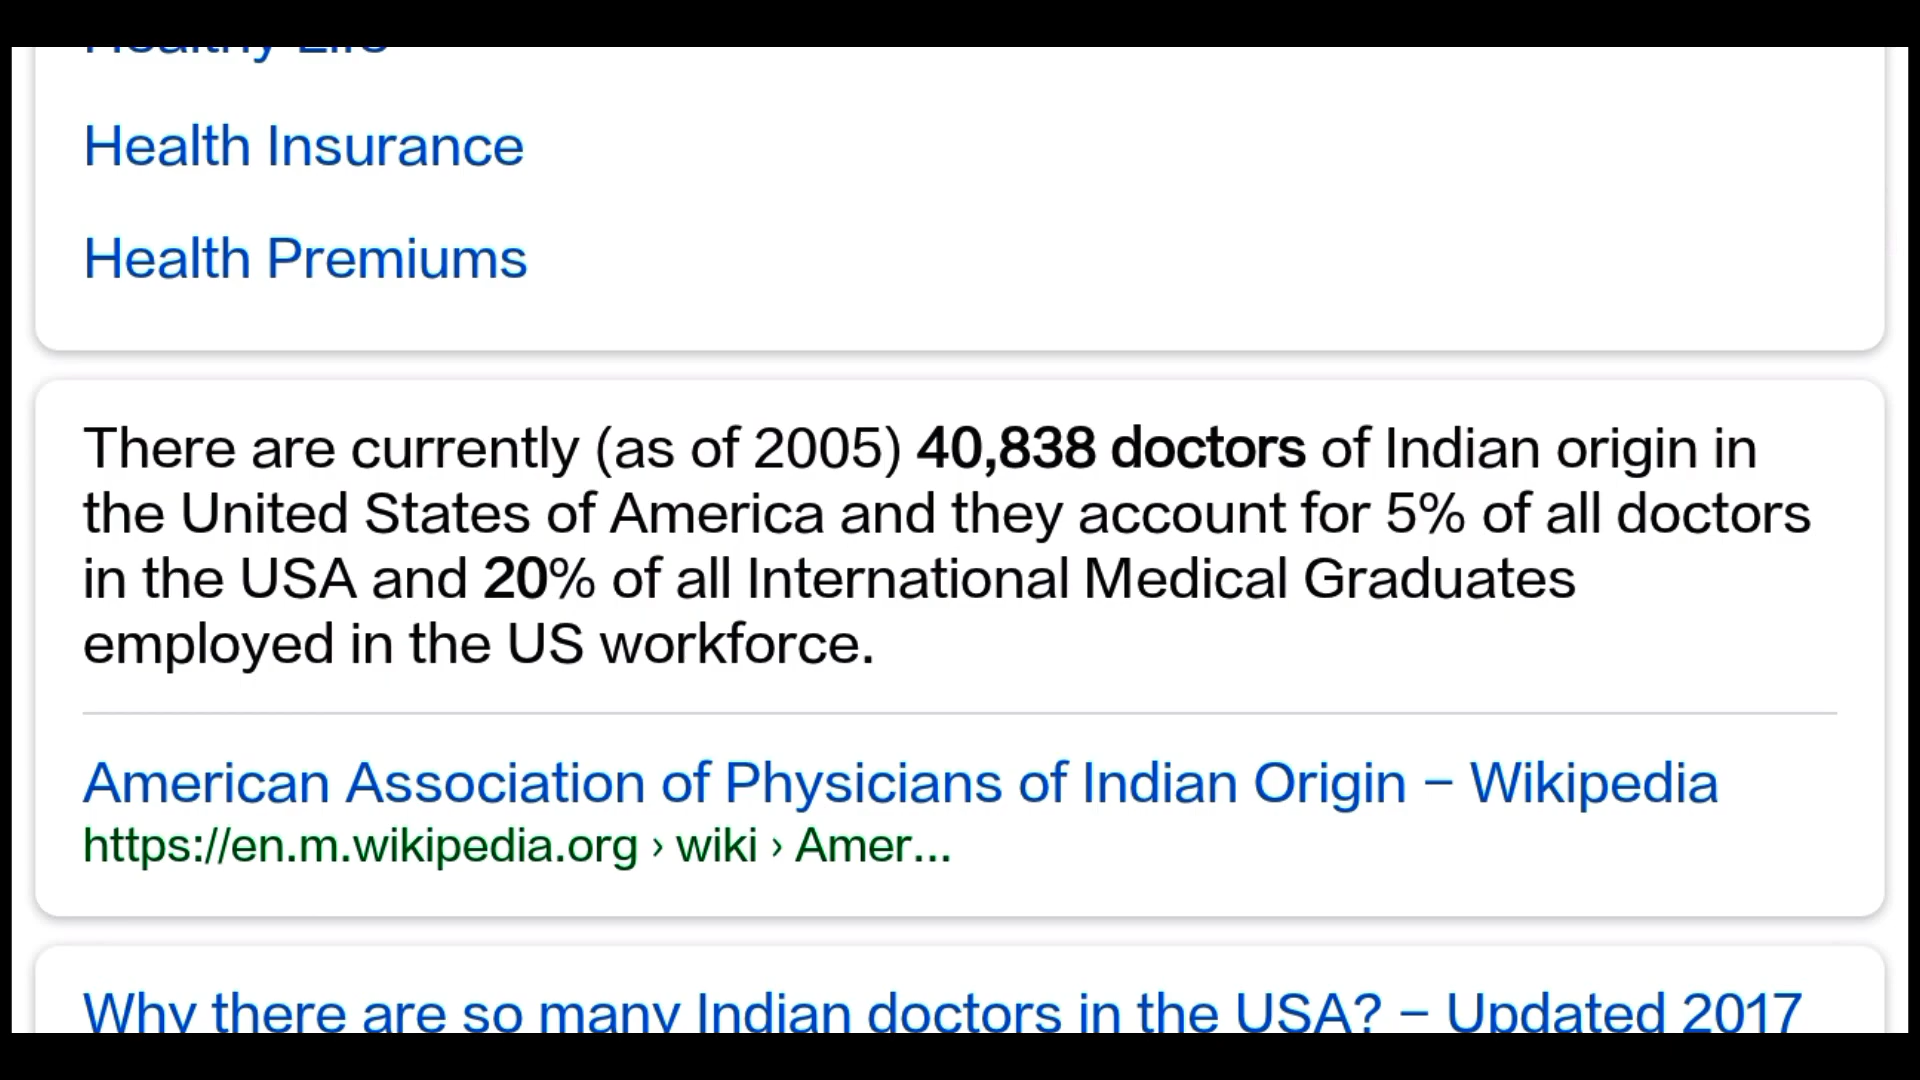 Healthy Life
Health Insurance
Health Premiums
There are currently (as of 2005) 40,838 doctors of Indian origin in
the United States of America and they account for 5% of all doctors
in the USA and 20% of all International Medical Graduates
employed in the US workforce.
American Association of Physicians of Indian Origin – Wikipedia
https://en.m.wikipedia.org › wiki › Amer...
Why there are so many Indian doctors in the USA? – Updated 2017